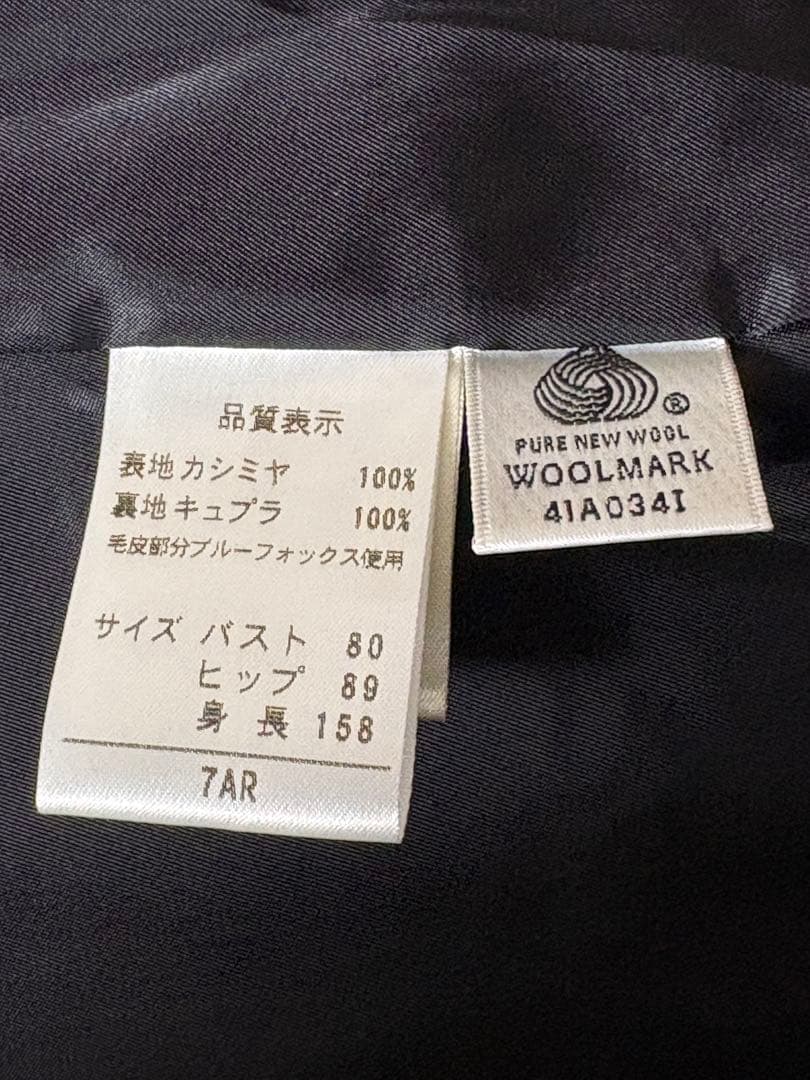 品質表示
表地カシミヤ 100%
裏地キュプラ 100%
毛皮部分ブルーフォックス使用
サイズ バスト 80
ヒップ 89
身長 158
7AR
®
PURE NEW WOOL
WOOLMARK
41A034I